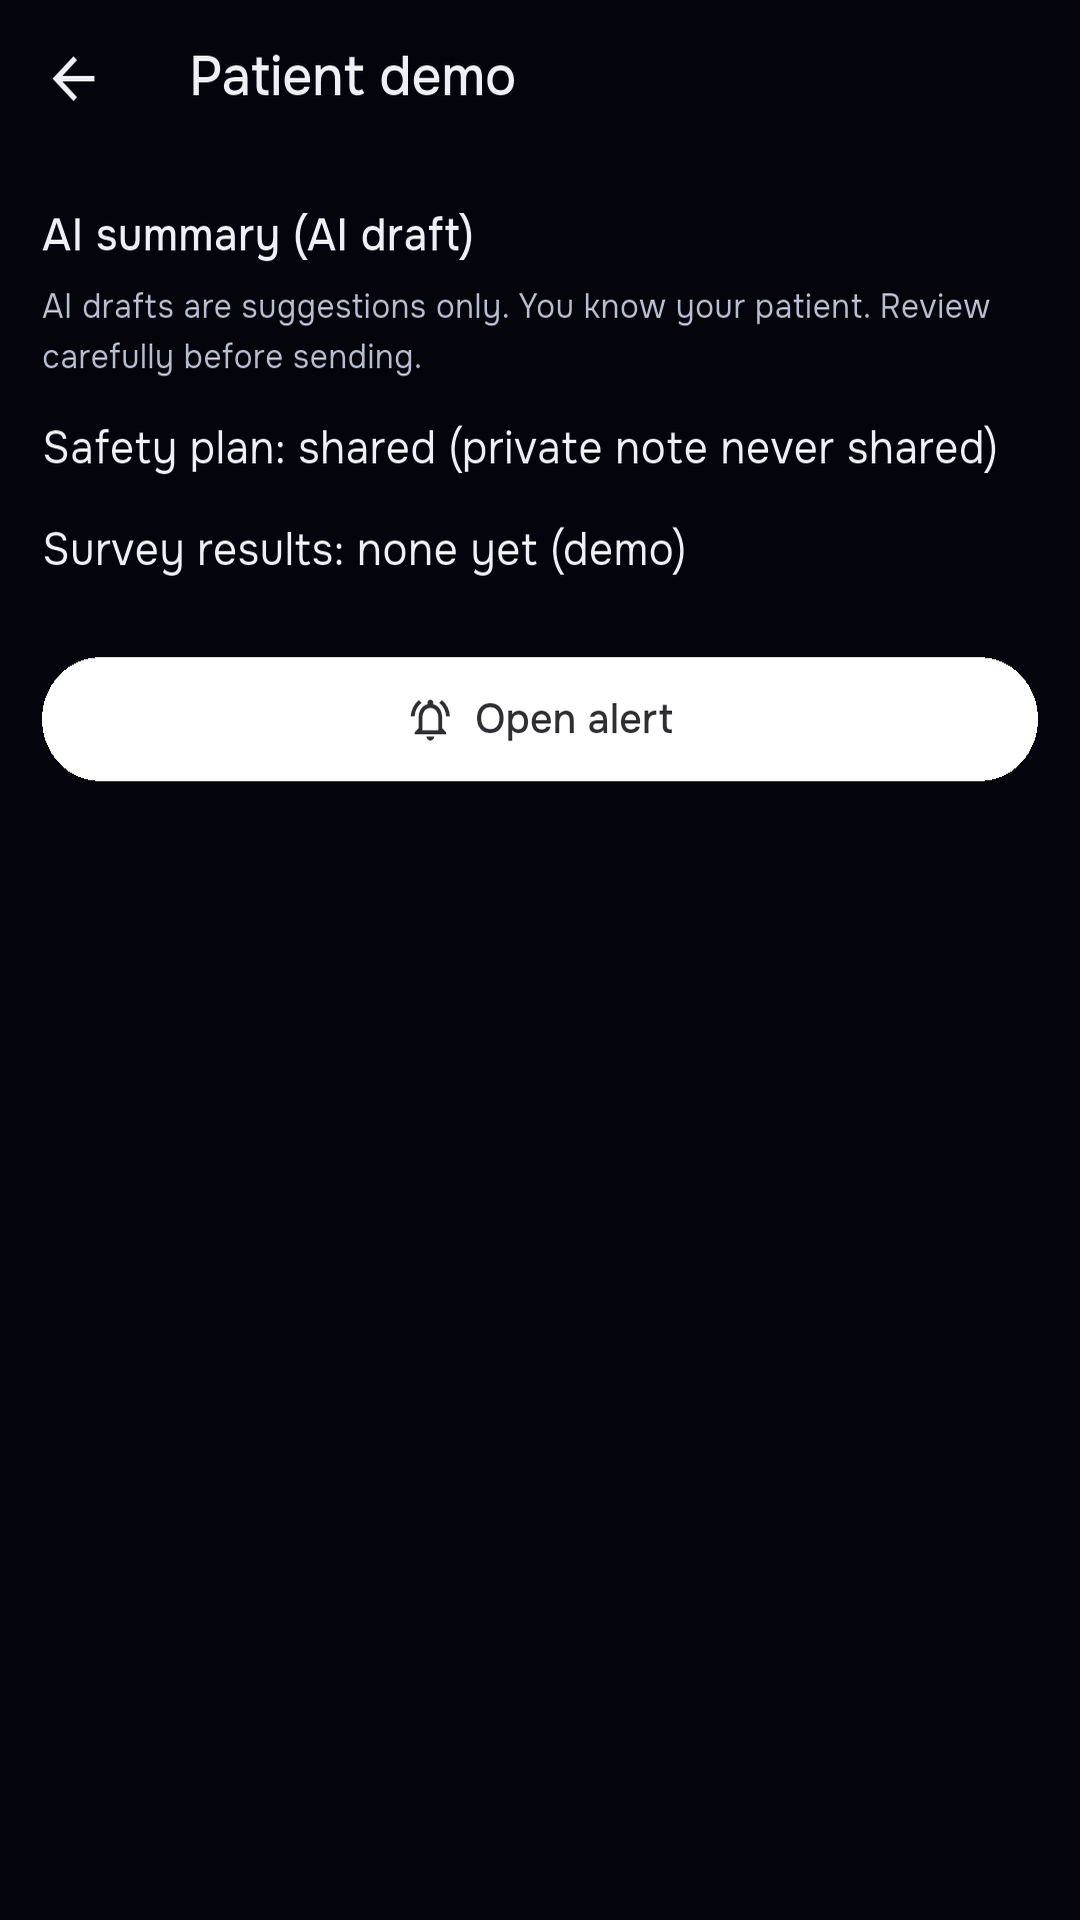 Patient demo
AI summary (AI draft)
AI drafts are suggestions only. You know your patient. Review
carefully before sending.
Safety plan: shared (private note never shared)
Survey results: none yet (demo)
Open alert